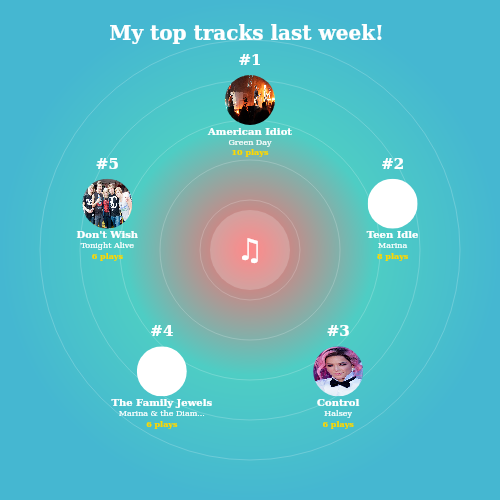 My top tracks last week!
#1
American Idiot
Green Day
10 plays
#2
Teen Idle
Marina
8 plays
#3
Control
Halsey
6 plays
#4
The Family Jewels
Marina & the Diam...
6 plays
#5
Don't Wish
Tonight Alive
6 plays